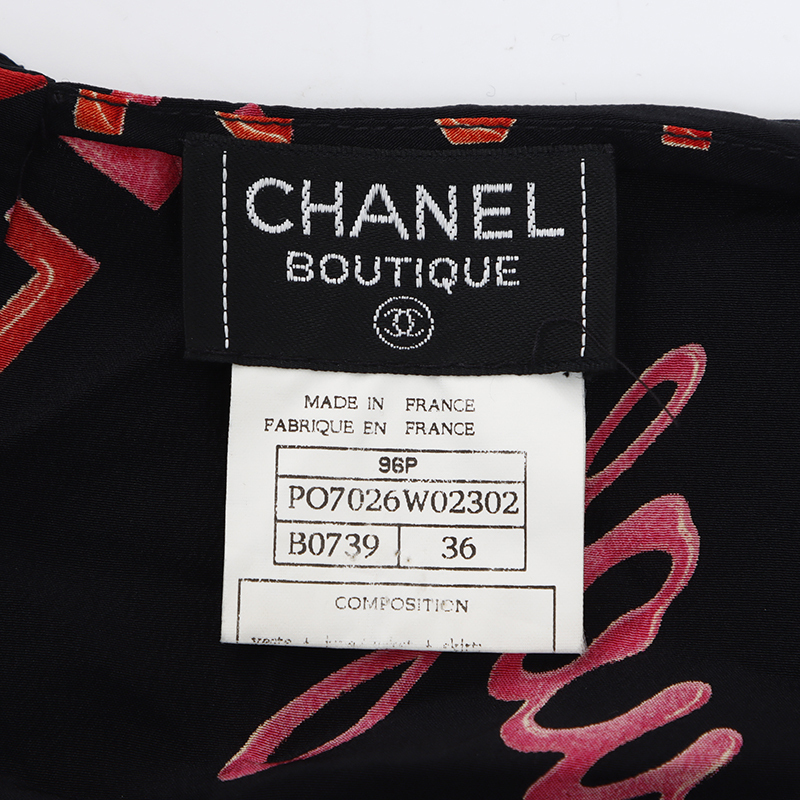 CHANEL
BOUTIQUE
MADE IN FRANCE
FABRIQUE EN FRANCE
96P
PO7026W02302
B0739 36
COMPOSITION